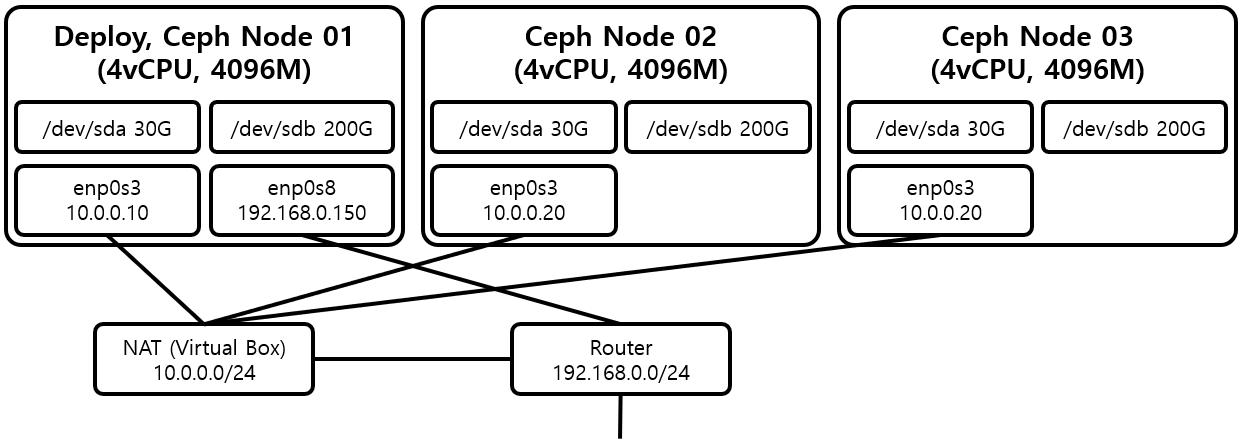 Deploy, Ceph Node 01
(4vCPU, 4096M)
/dev/sda 30G
/dev/sdb 200G
enp0s3
10.0.0.10
enp0s8
192.168.0.150
Ceph Node 02
(4vCPU, 4096M)
/dev/sda 30G
/dev/sdb 200G
enp0s3
10.0.0.20
Ceph Node 03
(4vCPU, 4096M)
/dev/sda 30G
/dev/sdb 200G
enp0s3
10.0.0.20
NAT (Virtual Box)
10.0.0.0/24
Router
192.168.0.0/24